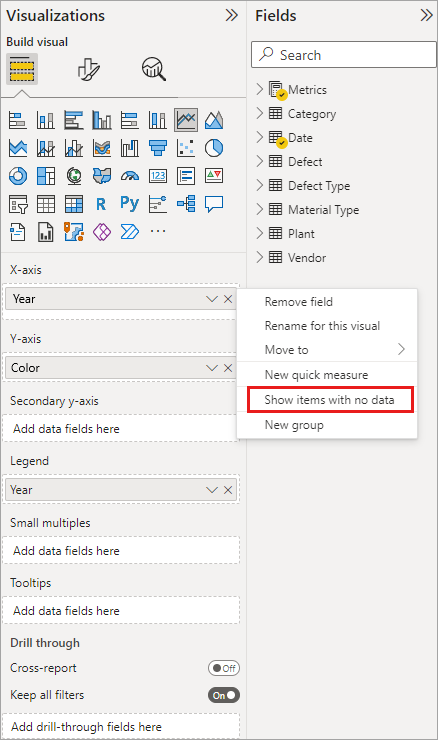 Visualizations
Build visual
123
R
Py
X-axis
Year
Y-axis
Color
Secondary y-axis
Add data fields here
Legend
Year
Small multiples
Add data fields here
Tooltips
Add data fields here
Drill through
Cross-report
Off
Keep all filters
On
Add drill-through fields here
Fields
Search
Metrics
Category
Date
Defect
Defect Type
Material Type
Plant
Vendor
Remove field
Rename for this visual
Move to
New quick measure
Show items with no data
New group